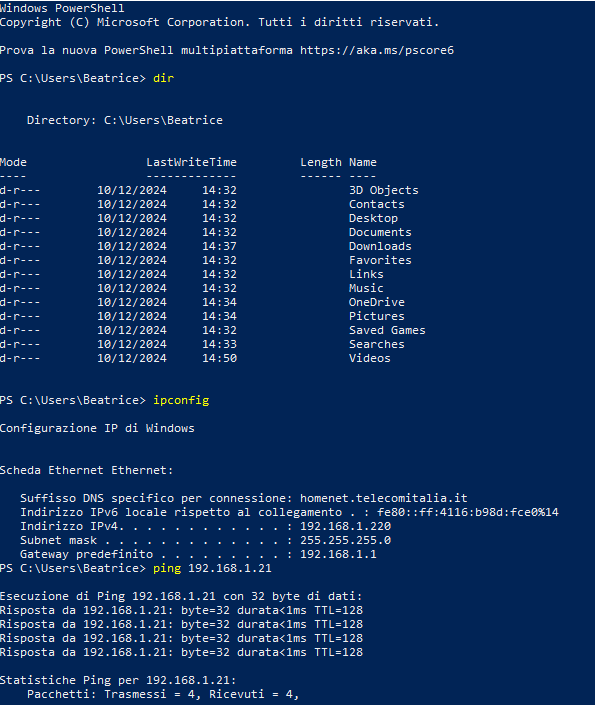 Windows PowerShell
Copyright (C) Microsoft Corporation. Tutti i diritti riservati.
Prova la nuova PowerShell multipiattaforma https://aka.ms/pscore6
PS C:\Users\Beatrice> dir
Directory: C:\Users\Beatrice
Mode                 LastWriteTime         Length Name
----                 -------------         ------ ----
d-r---        10/12/2024     14:32                3D Objects
d-r---        10/12/2024     14:32                Contacts
d-r---        10/12/2024     14:32                Desktop
d-r---        10/12/2024     14:32                Documents
d-r---        10/12/2024     14:37                Downloads
d-r---        10/12/2024     14:32                Favorites
d-r---        10/12/2024     14:32                Links
d-r---        10/12/2024     14:32                Music
d-r---        10/12/2024     14:34                OneDrive
d-r---        10/12/2024     14:34                Pictures
d-r---        10/12/2024     14:32                Saved Games
d-r---        10/12/2024     14:33                Searches
d-r---        10/12/2024     14:50                Videos
PS C:\Users\Beatrice> ipconfig
Configurazione IP di Windows
Scheda Ethernet Ethernet:
Suffisso DNS specifico per connessione: homenet.telecomitalia.it
Indirizzo IPv6 locale rispetto al collegamento . : fe80::ff:4116:b98d:fce0%14
Indirizzo IPv4. . . . . . . . . . . . : 192.168.1.220
Subnet mask . . . . . . . . . . . . . : 255.255.255.0
Gateway predefinito . . . . . . . . . : 192.168.1.1
PS C:\Users\Beatrice> ping 192.168.1.21
Esecuzione di Ping 192.168.1.21 con 32 byte di dati:
Risposta da 192.168.1.21: byte=32 durata<1ms TTL=128
Risposta da 192.168.1.21: byte=32 durata<1ms TTL=128
Risposta da 192.168.1.21: byte=32 durata<1ms TTL=128
Risposta da 192.168.1.21: byte=32 durata<1ms TTL=128
Statistiche Ping per 192.168.1.21:
Pacchetti: Trasmessi = 4, Ricevuti = 4,